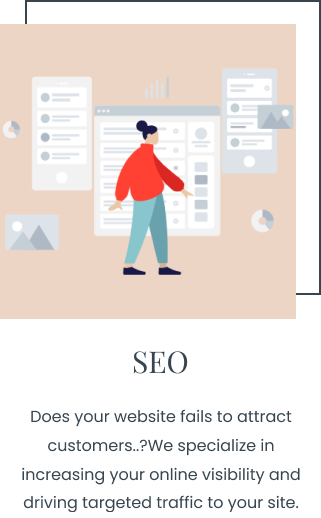 SEO
Does your website fails to attract
customers..?We specialize in
increasing your online visibility and
driving targeted traffic to your site.